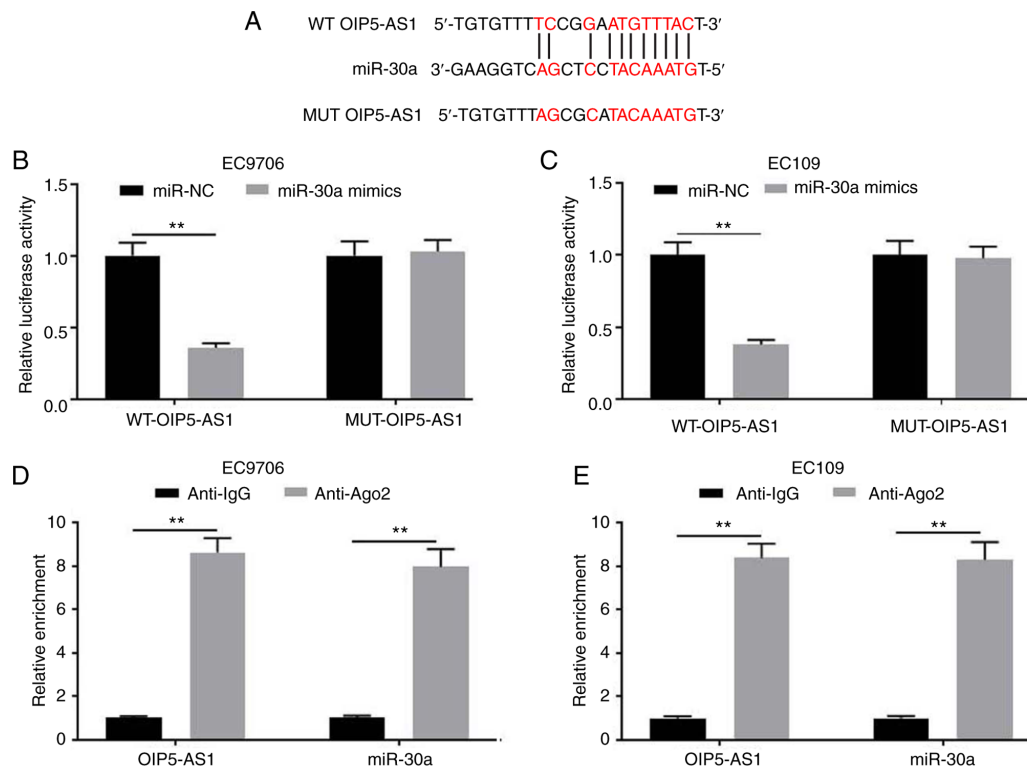 A
WT OIP5-AS1 5′-TGTGTTTTCCGGAATGTTTACT-3′
miR-30a 3′-GAAGGTCAGCTCCTACAAATGT-5′
MUT OIP5-AS1 5′-TGTGTTTAGCGCATACAAATGT-3′
B
EC9706
miR-NC miR-30a mimics
Relative luciferase activity
1.5
1.0
0.5
0.0
**
WT-OIP5-AS1 MUT-OIP5-AS1
C
EC109
miR-NC miR-30a mimics
Relative luciferase activity
1.5
1.0
0.5
0.0
**
WT-OIP5-AS1 MUT-OIP5-AS1
D
EC9706
Anti-IgG Anti-Ago2
Relative enrichment
10
8
6
4
2
0
** **
OIP5-AS1 miR-30a
E
EC109
Anti-IgG Anti-Ago2
Relative enrichment
10
8
6
4
2
0
** **
OIP5-AS1 miR-30a